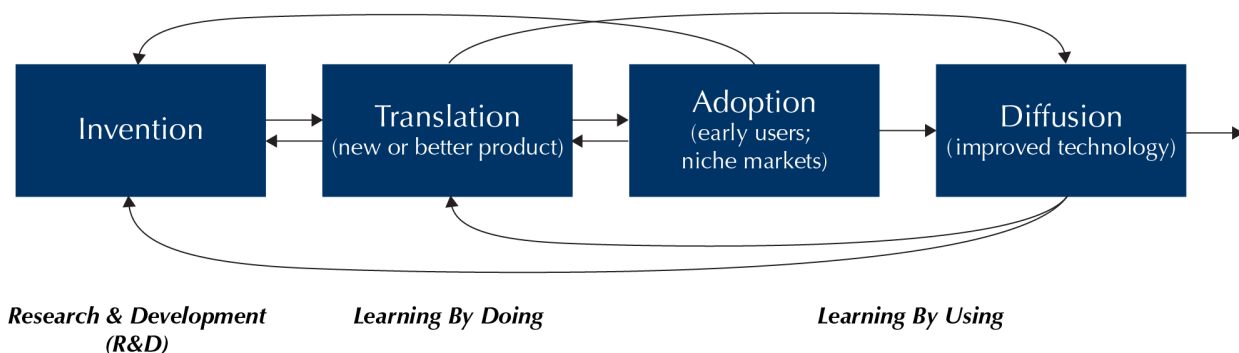 Invention
Translation
(new or better product)
Adoption
(early users;
niche markets)
Diffusion
(improved technology)
Research & Development
(R&D)
Learning By Doing
Learning By Using